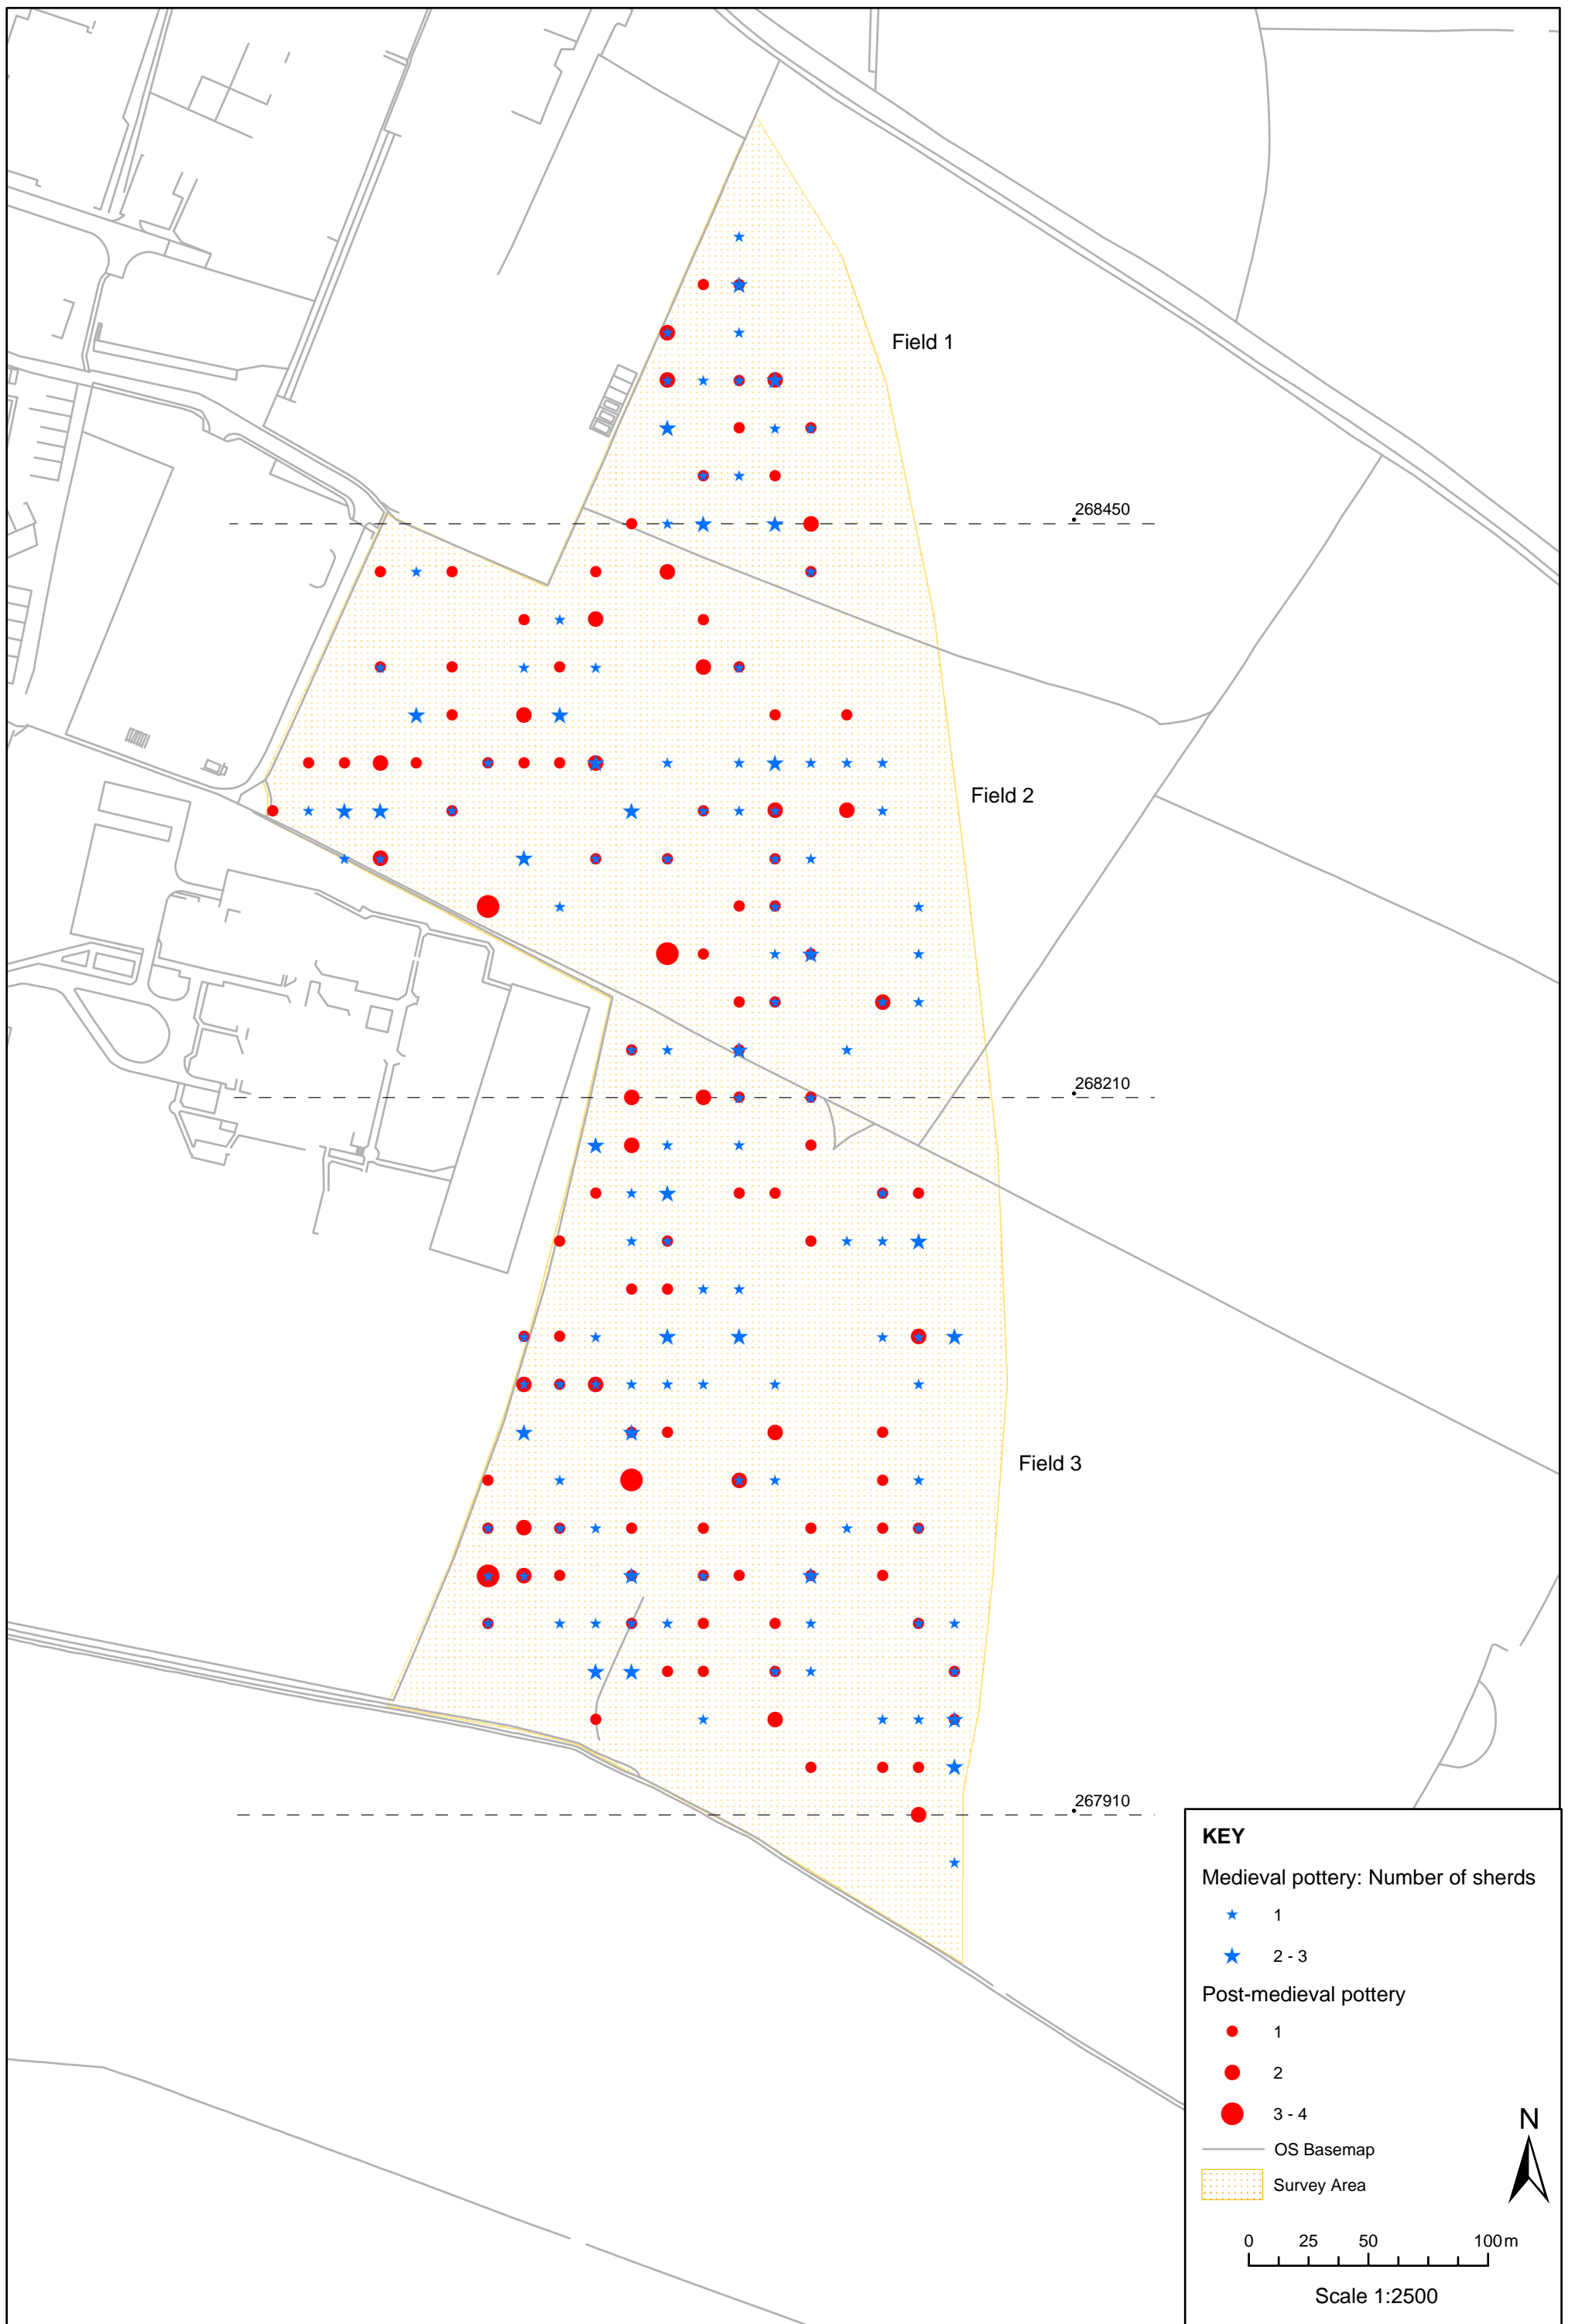 Field 1
268450
Field 2
268210
Field 3
267910
KEY
Medieval pottery: Number of sherds
1
2 - 3
Post-medieval pottery
1
2
3 - 4
OS Basemap
Survey Area
N
0 25 50 100m
Scale 1:2500